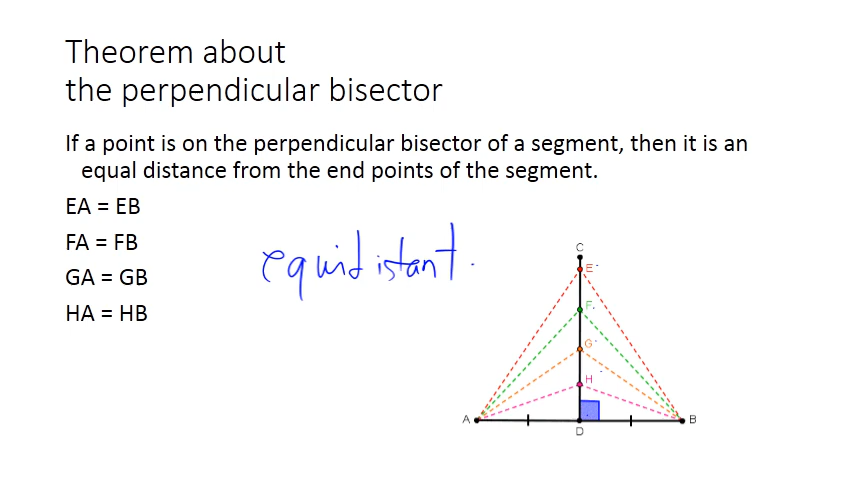 Theorem about
the perpendicular bisector
If a point is on the perpendicular bisector of a segment, then it is an
equal distance from the end points of the segment.
EA = EB
FA = FB
GA = GB
HA = HB
equidistant.
C
E
F
G
H
A
B
D